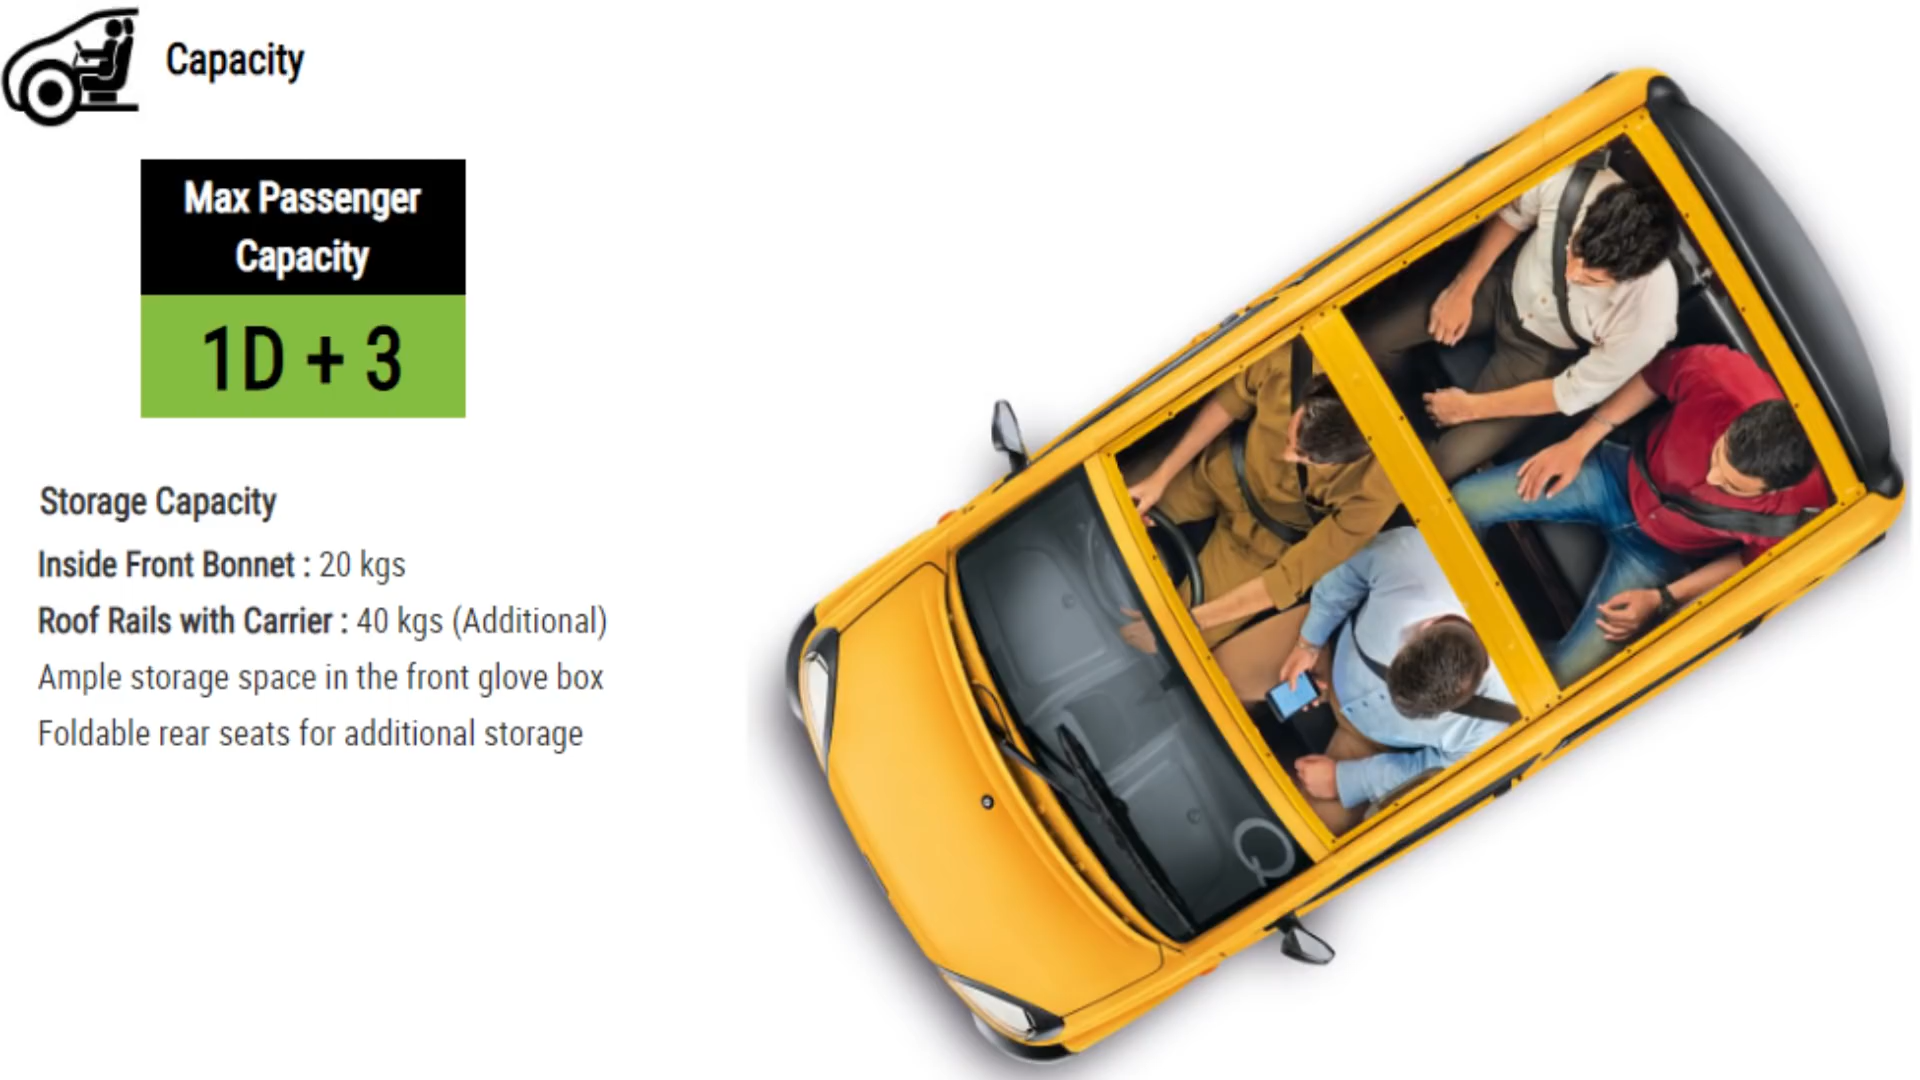 Capacity
Max Passenger
Capacity
1D + 3
Storage Capacity
Inside Front Bonnet : 20 kgs
Roof Rails with Carrier : 40 kgs (Additional)
Ample storage space in the front glove box
Foldable rear seats for additional storage
Q